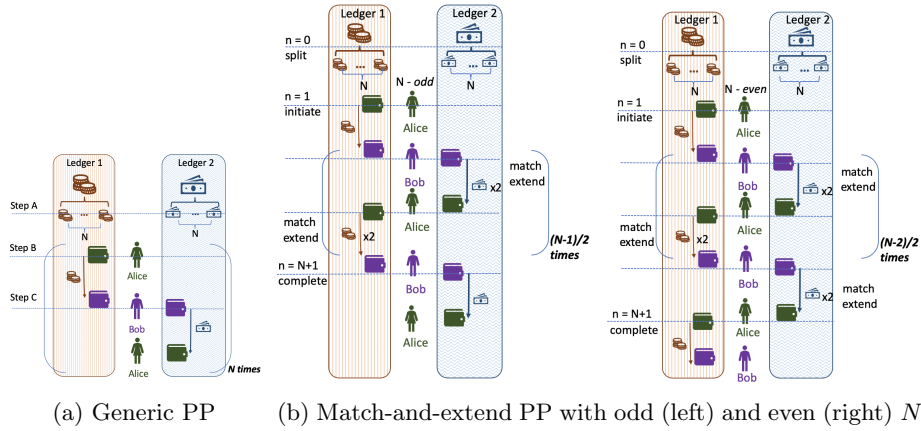 Ledger 1
Ledger 2
Step A
...
...
N
N
Step B
Alice
Step C
Bob
Alice
N times
(a) Generic PP
Ledger 1
Ledger 2
n = 0
split
...
...
N
N
N - odd
n = 1
initiate
Alice
Bob
match
extend
x2
Alice
match
extend
x2
(N-1)/2
times
n = N+1
complete
Bob
Alice
Ledger 1
Ledger 2
n = 0
split
...
...
N
N
N - even
n = 1
initiate
Alice
Bob
match
extend
x2
Alice
match
extend
x2
(N-2)/2
times
Bob
match
extend
x2
n = N+1
complete
Alice
Bob
(b) Match-and-extend PP with odd (left) and even (right) N